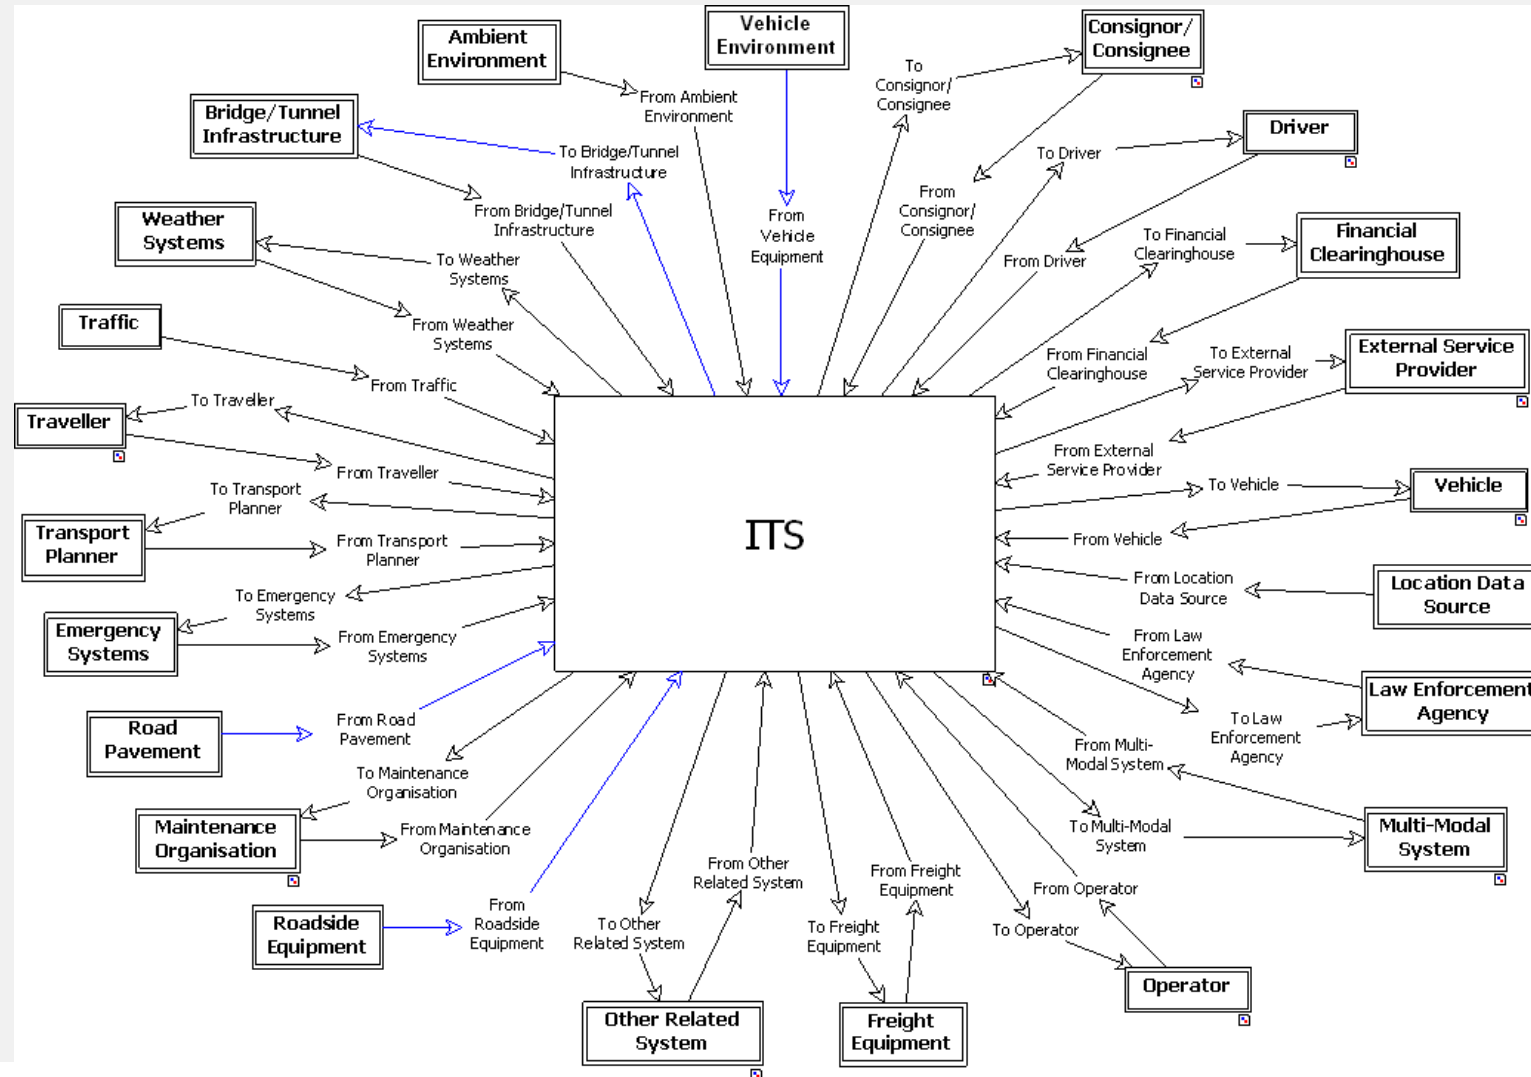 Ambient
Environment
Vehicle
Environment
Consignor/
Consignee
To
Consignor/
Consignee
From Ambient
Environment
Bridge/Tunnel
Infrastructure
Driver
To Bridge/Tunnel
Infrastructure
To Driver
From
Consignor/
Consignee
From Bridge/Tunnel
Infrastructure
From
Vehicle
Equipment
Weather
Systems
Financial
Clearinghouse
To Financial
Clearinghouse
To Weather
Systems
From Driver
Traffic
From Weather
Systems
External Service
Provider
To External
Service Provider
From Financial
Clearinghouse
From Traffic
To Traveller
Traveller
From External
Service Provider
From Traveller
To Transport
Planner
To Vehicle
Vehicle
Transport
Planner
From Transport
Planner
ITS
From Vehicle
From Location
Data Source
Location Data
Source
To Emergency
Systems
Emergency
Systems
From Emergency
Systems
From Law
Enforcement
Agency
Law Enforcement
Agency
Road
Pavement
From Road
Pavement
To Law
Enforcement
Agency
From Multi-
Modal System
To Maintenance
Organisation
Maintenance
Organisation
From Maintenance
Organisation
To Multi-Modal
System
Multi-Modal
System
From Other
Related System
From Freight
Equipment
From Operator
Roadside
Equipment
From
Roadside
Equipment
To Other
Related System
To Freight
Equipment
To Operator
Operator
Other Related
System
Freight
Equipment